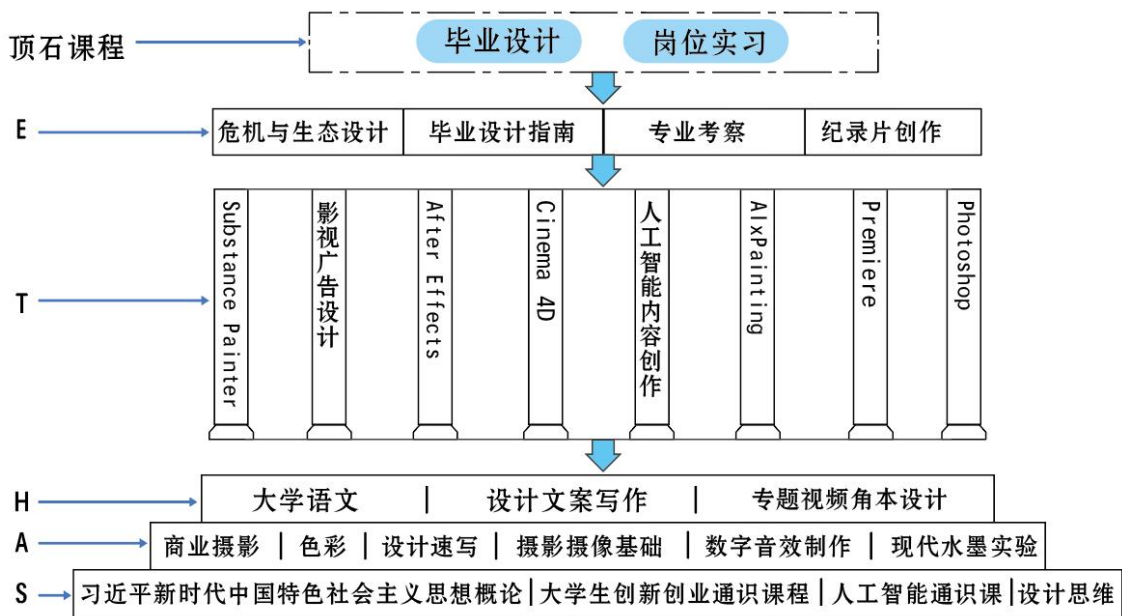 顶石课程
毕业设计 岗位实习
E
危机与生态设计 毕业设计指南 专业考察 纪录片创作
T
Substance Painter
影视广告设计
After Effects
Cinema 4D
人工智能内容创作
AIxPainting
Premiere
Photoshop
H
大学语文 | 设计文案写作 | 专题视频角本设计
A
商业摄影 | 色彩 | 设计速写 | 摄影摄像基础 | 数字音效制作 | 现代水墨实验
S
习近平新时代中国特色社会主义思想概论|大学生创新创业通识课程|人工智能通识课|设计思维